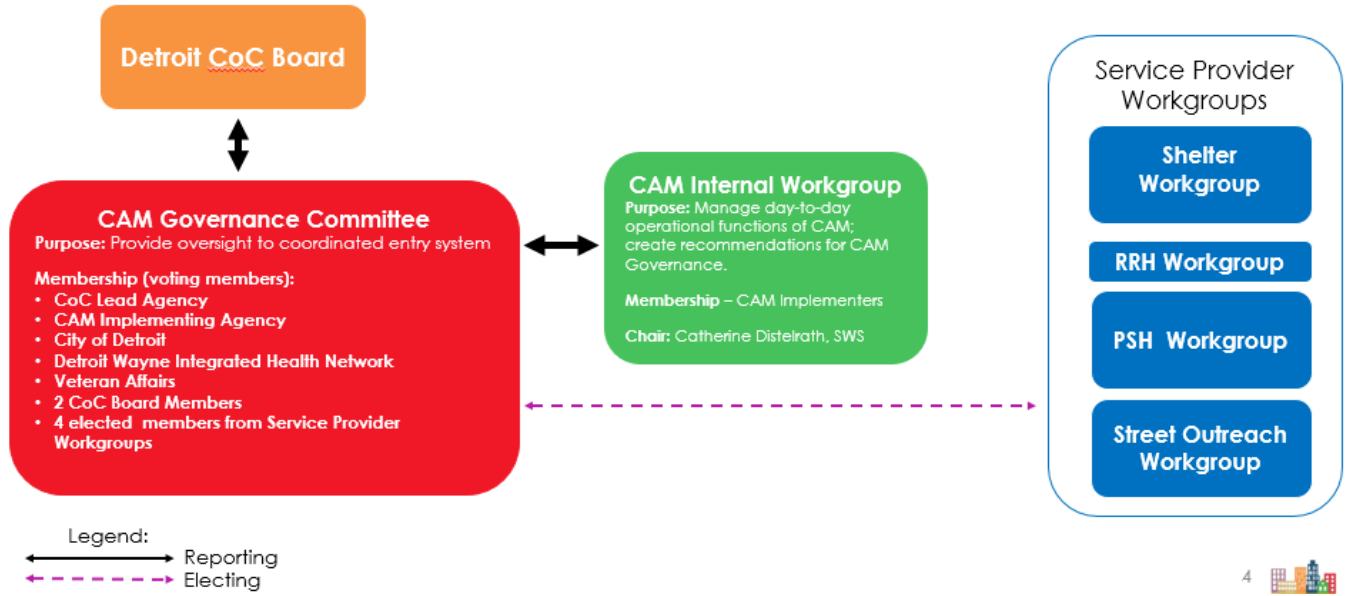 Detroit CoC Board
CAM Governance Committee
Purpose: Provide oversight to coordinated entry system
Membership (voting members):
• CoC Lead Agency
• CAM Implementing Agency
• City of Detroit
• Detroit Wayne Integrated Health Network
• Veteran Affairs
• 2 CoC Board Members
• 4 elected  members from Service Provider
Workgroups
CAM Internal Workgroup
Purpose: Manage day-to-day
operational functions of CAM;
create recommendations for CAM
Governance.
Membership – CAM Implementers
Chair: Catherine Distelrath, SWS
Service Provider
Workgroups
Shelter
Workgroup
RRH Workgroup
PSH  Workgroup
Street Outreach
Workgroup
Legend:
Reporting
Electing
4